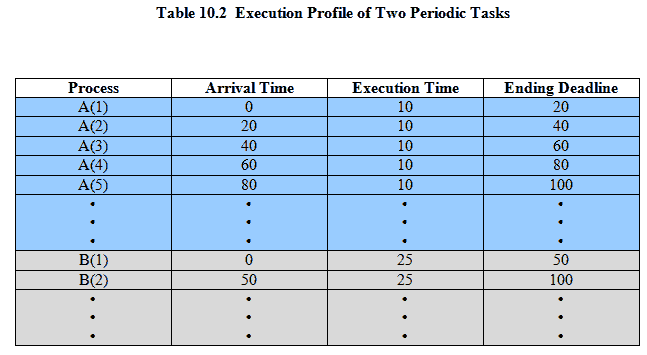 Table 10.2 Execution Profile of Two Periodic Tasks
Process Arrival Time Execution Time Ending Deadline
A(1) 0 10 20
A(2) 20 10 40
A(3) 40 10 60
A(4) 60 10 80
A(5) 80 10 100
• • • •
• • • •
• • • •
B(1) 0 25 50
B(2) 50 25 100
• • • •
• • • •
• • • •